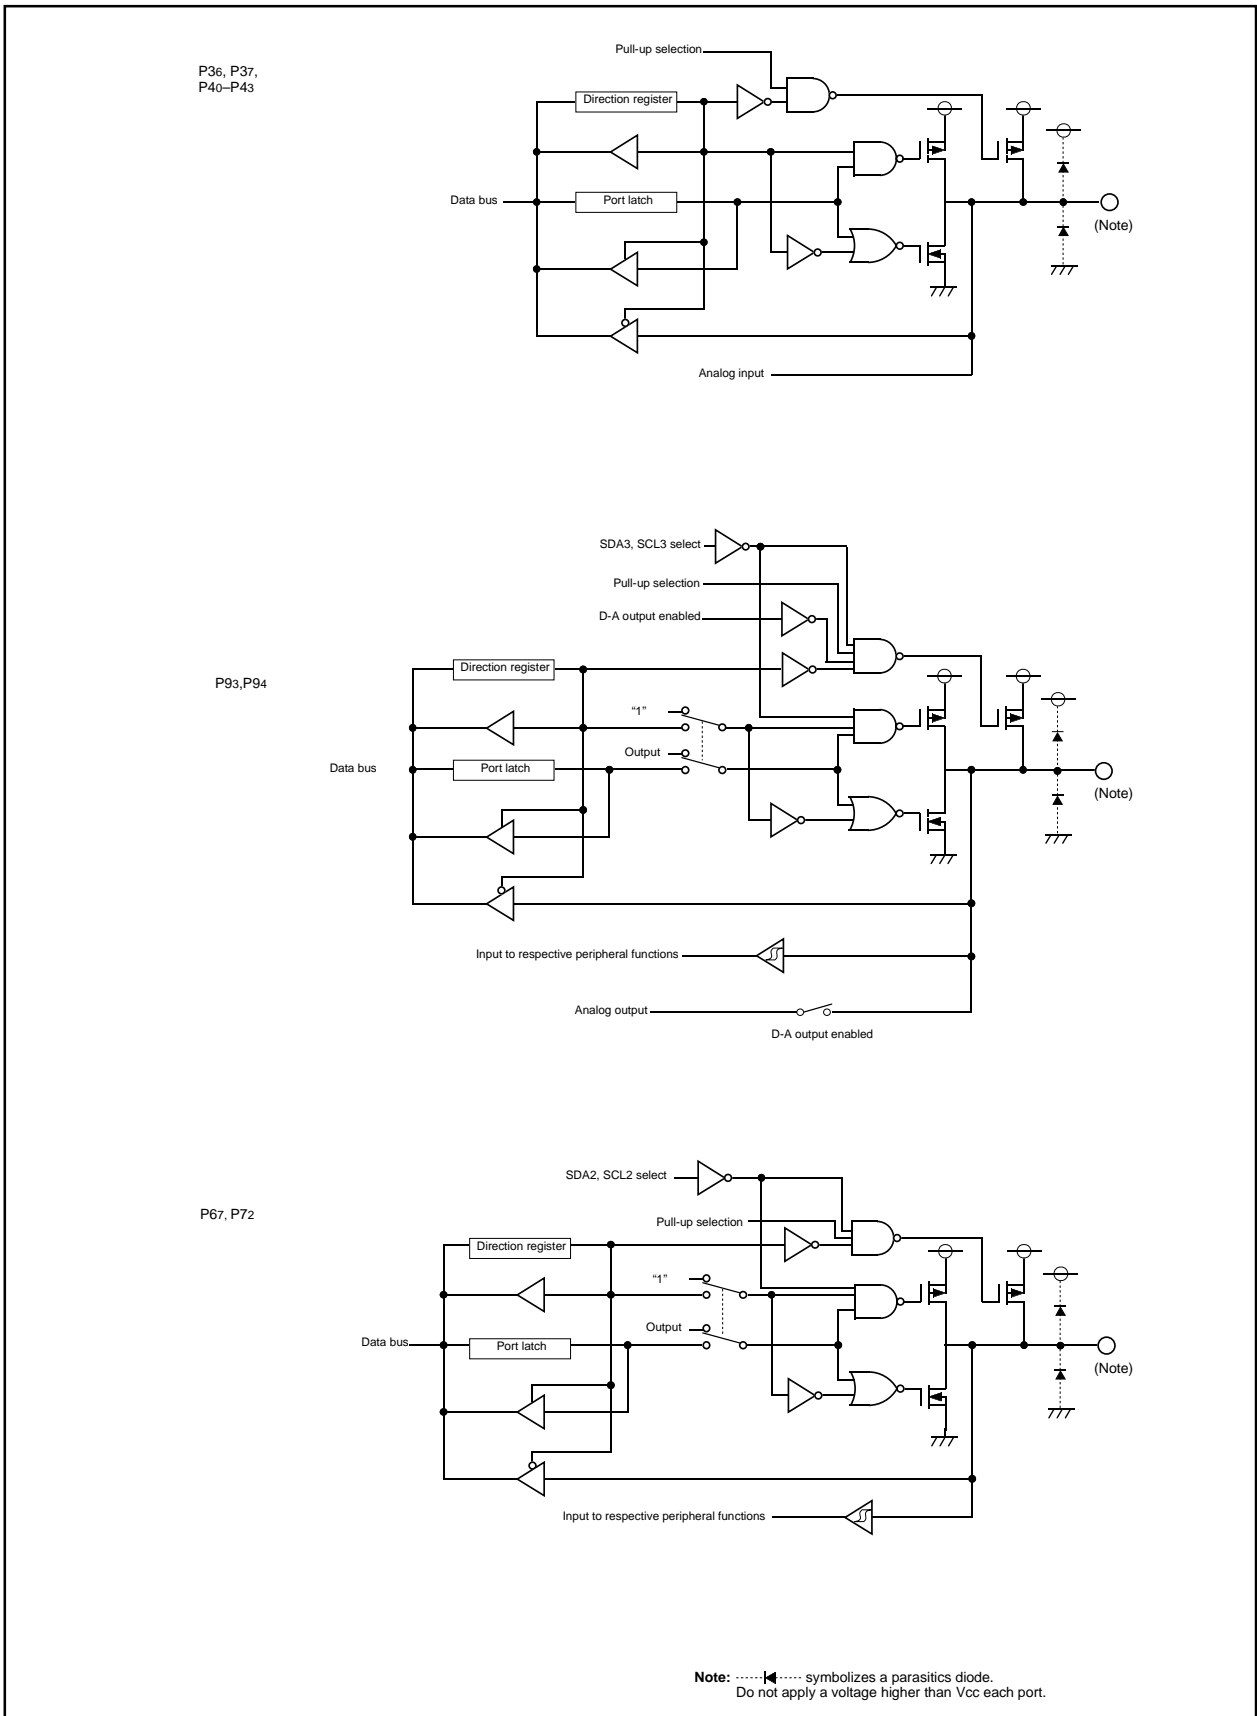 P36, P37,
P40–P43
Pull-up selection
Direction register
Data bus
Port latch
(Note)
Analog input
P93,P94
SDA3, SCL3 select
Pull-up selection
D-A output enabled
Direction register
“1”
Output
Data bus
Port latch
(Note)
Input to respective peripheral functions
Analog output
D-A output enabled
P67, P72
SDA2, SCL2 select
Pull-up selection
Direction register
“1”
Output
Data bus
Port latch
(Note)
Input to respective peripheral functions
Note: symbolizes a parasitics diode.
Do not apply a voltage higher than Vcc each port.